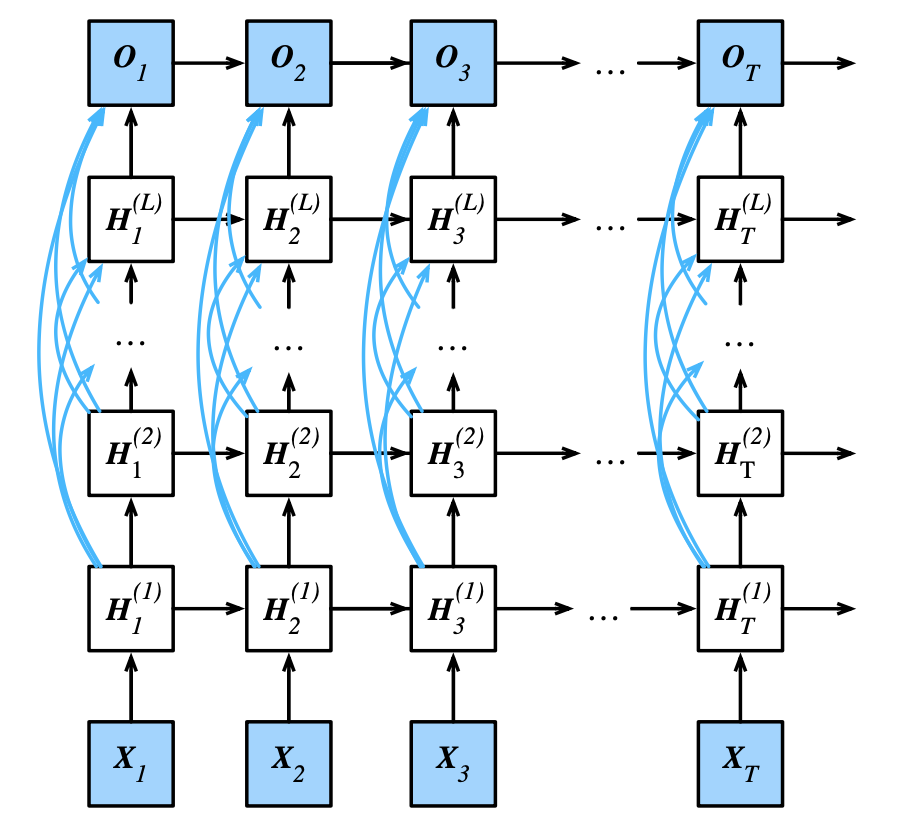 O_1 O_2 O_3 ... O_T
H_1^(L) H_2^(L) H_3^(L) ... H_T^(L)
... ... ... ...
H_1^(2) H_2^(2) H_3^(2) ... H_T^(2)
H_1^(1) H_2^(1) H_3^(1) ... H_T^(1)
X_1 X_2 X_3 X_T